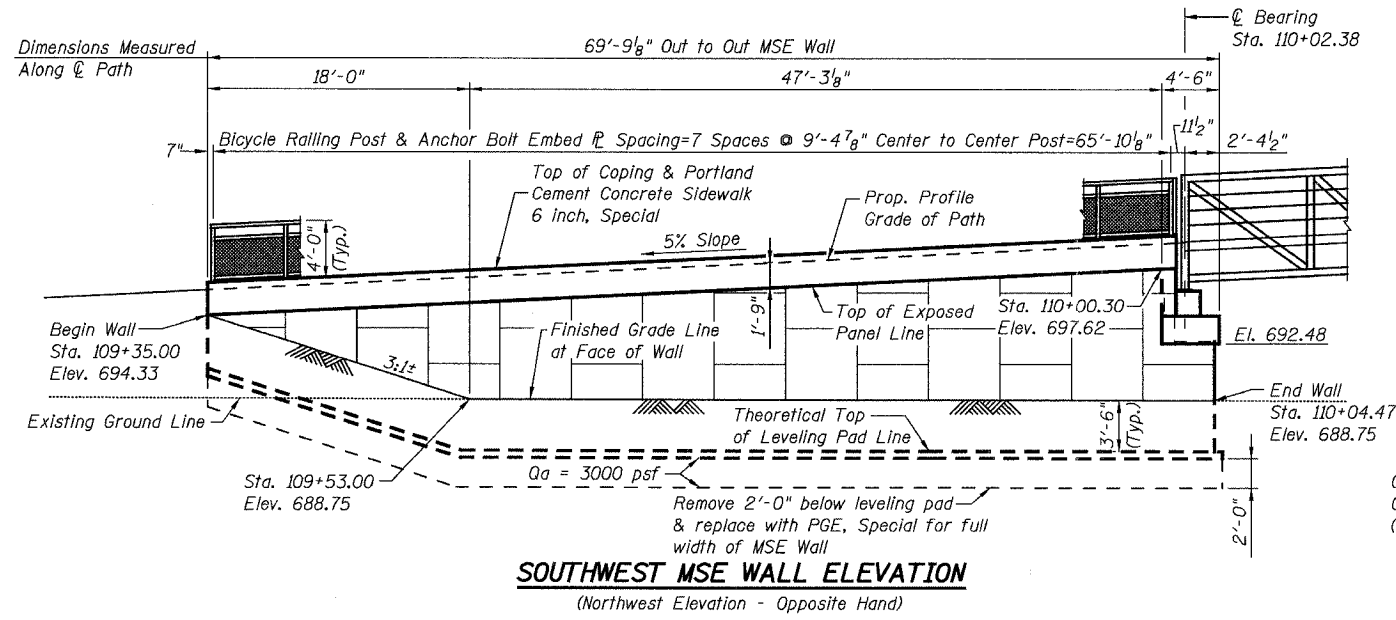 ℄ Bearing
Sta. 110+02.38
Dimensions Measured
Along ℄ Path
69'-9⅛" Out to Out MSE Wall
18'-0"
47'-3⅛"
4'-6"
7"
Bicycle Railing Post & Anchor Bolt Embed ℙ Spacing=7 Spaces @ 9'-4⅞" Center to Center Post=65'-10⅛"
11½"
2'-4½"
Top of Coping & Portland
Cement Concrete Sidewalk
6 inch, Special
Prop. Profile
Grade of Path
4'-0"
(Typ.)
5% Slope
1'-9"
Begin Wall
Sta. 109+35.00
Elev. 694.33
Finished Grade Line
at Face of Wall
Top of Exposed
Panel Line
Sta. 110+00.30
Elev. 697.62
El. 692.48
3:1±
Existing Ground Line
Theoretical Top
of Leveling Pad Line
3'-6"
(Typ.)
End Wall
Sta. 110+04.47
Elev. 688.75
Sta. 109+53.00
Elev. 688.75
Qa = 3000 psf
Remove 2'-0" below leveling pad
& replace with PGE, Special for full
width of MSE Wall
2'-0"
SOUTHWEST MSE WALL ELEVATION
(Northwest Elevation - Opposite Hand)